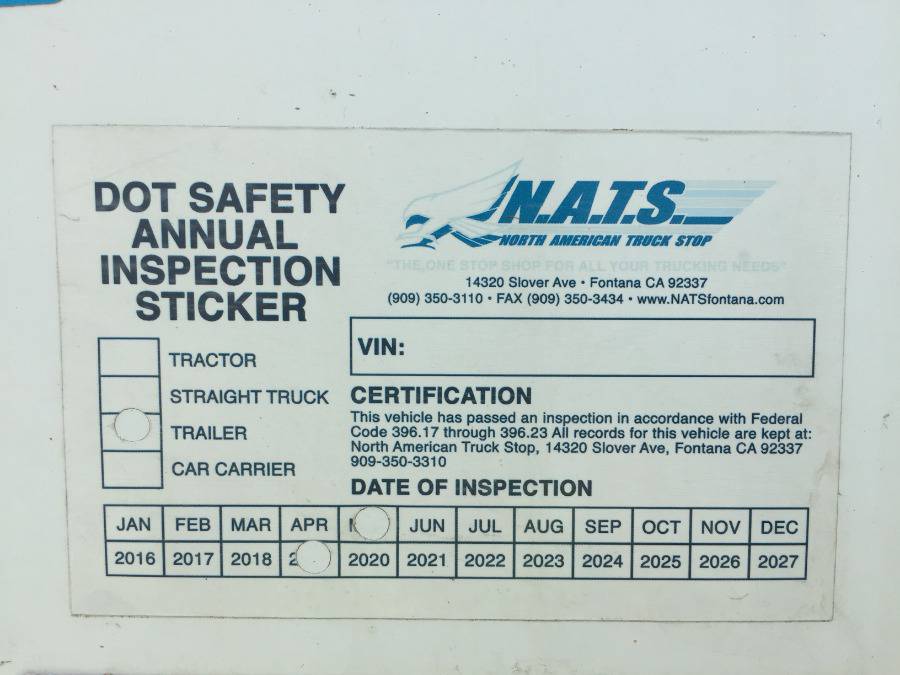 DOT SAFETY
ANNUAL
INSPECTION
STICKER
N.A.T.S.
NORTH AMERICAN TRUCK STOP
"THE ONE STOP SHOP FOR ALL YOUR TRUCKING NEEDS"
14320 Slover Ave • Fontana CA 92337
(909) 350-3110 • FAX (909) 350-3434 • www.NATSfontana.com
VIN:
TRACTOR
STRAIGHT TRUCK
TRAILER
CAR CARRIER
CERTIFICATION
This vehicle has passed an inspection in accordance with Federal
Code 396.17 through 396.23 All records for this vehicle are kept at:
North American Truck Stop, 14320 Slover Ave, Fontana CA 92337
909-350-3310
DATE OF INSPECTION
JAN FEB MAR APR JUN JUL AUG SEP OCT NOV DEC
2016 2017 2018 2020 2021 2022 2023 2024 2025 2026 2027